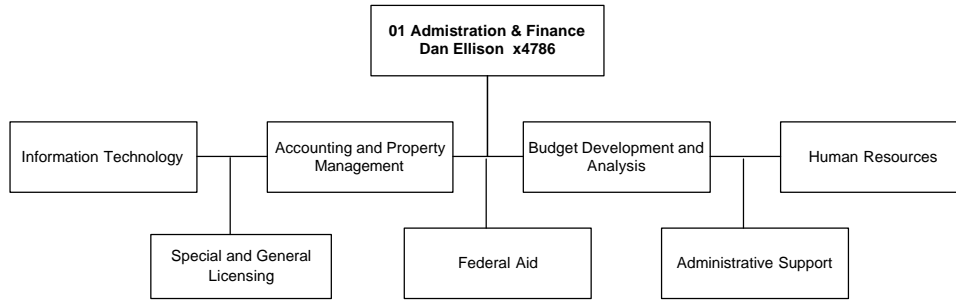 01 Admistration & Finance
Dan Ellison x4786
Information Technology
Accounting and Property
Management
Budget Development and
Analysis
Human Resources
Special and General
Licensing
Federal Aid
Administrative Support